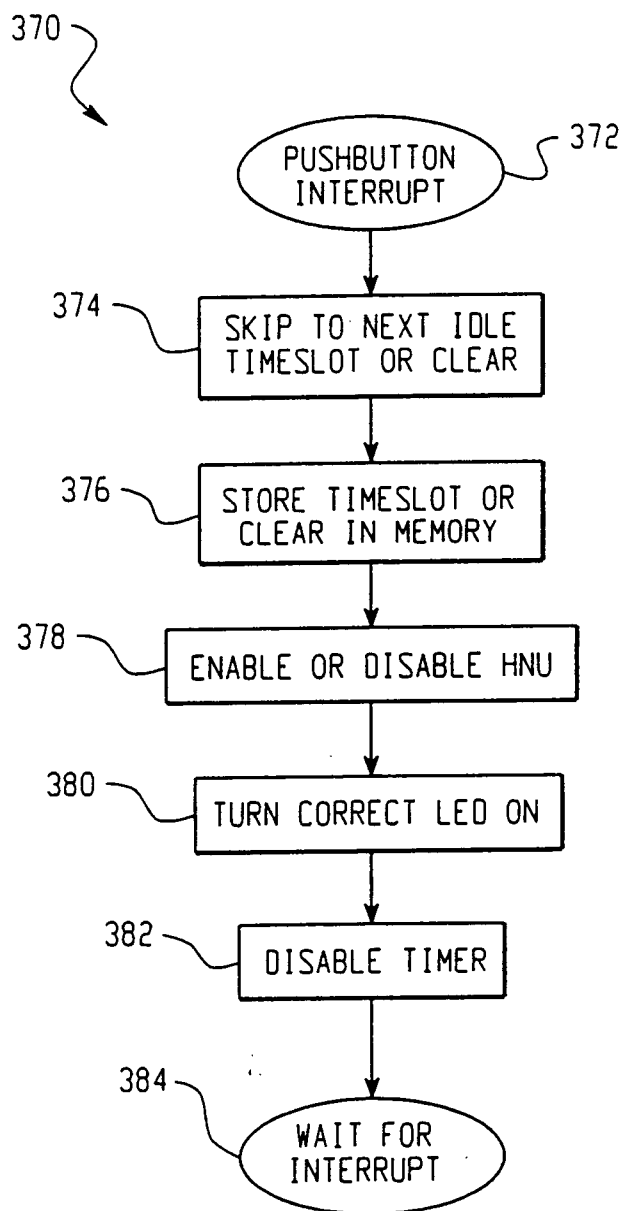 370
PUSHBUTTON
INTERRUPT
372
374
SKIP TO NEXT IDLE
TIMESLOT OR CLEAR
376
STORE TIMESLOT OR
CLEAR IN MEMORY
378
ENABLE OR DISABLE HNU
380
TURN CORRECT LED ON
382
DISABLE TIMER
384
WAIT FOR
INTERRUPT